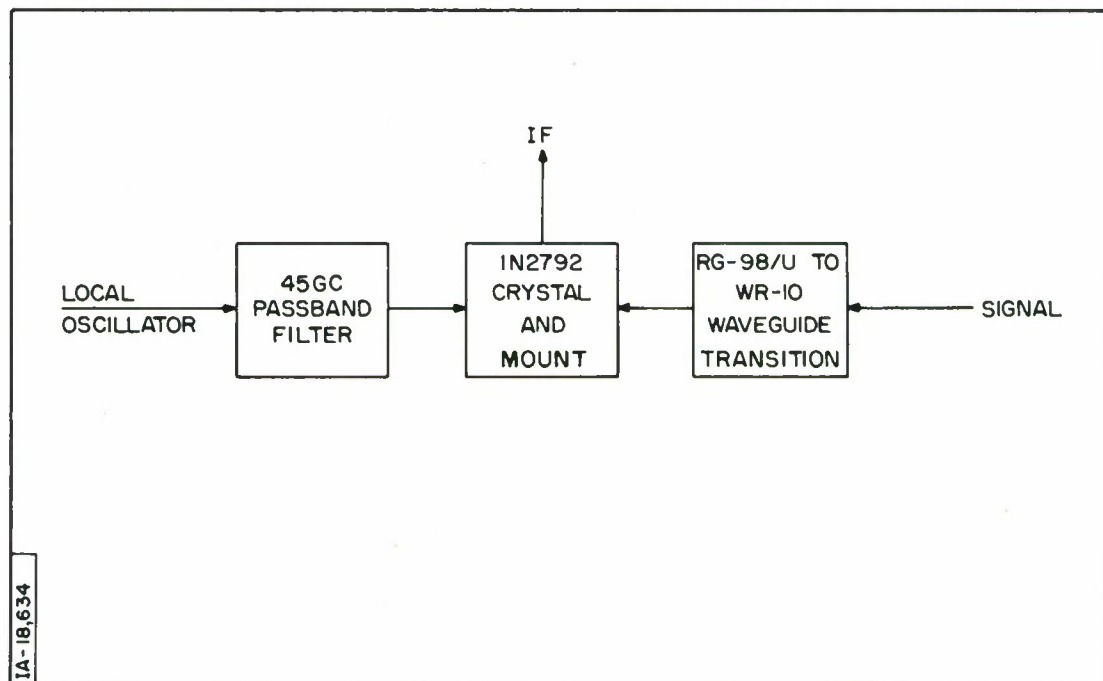 IF
LOCAL
OSCILLATOR
45GC
PASSBAND
FILTER
1N2792
CRYSTAL
AND
MOUNT
RG-98/U TO
WR-10
WAVEGUIDE
TRANSITION
SIGNAL
IA-18,634